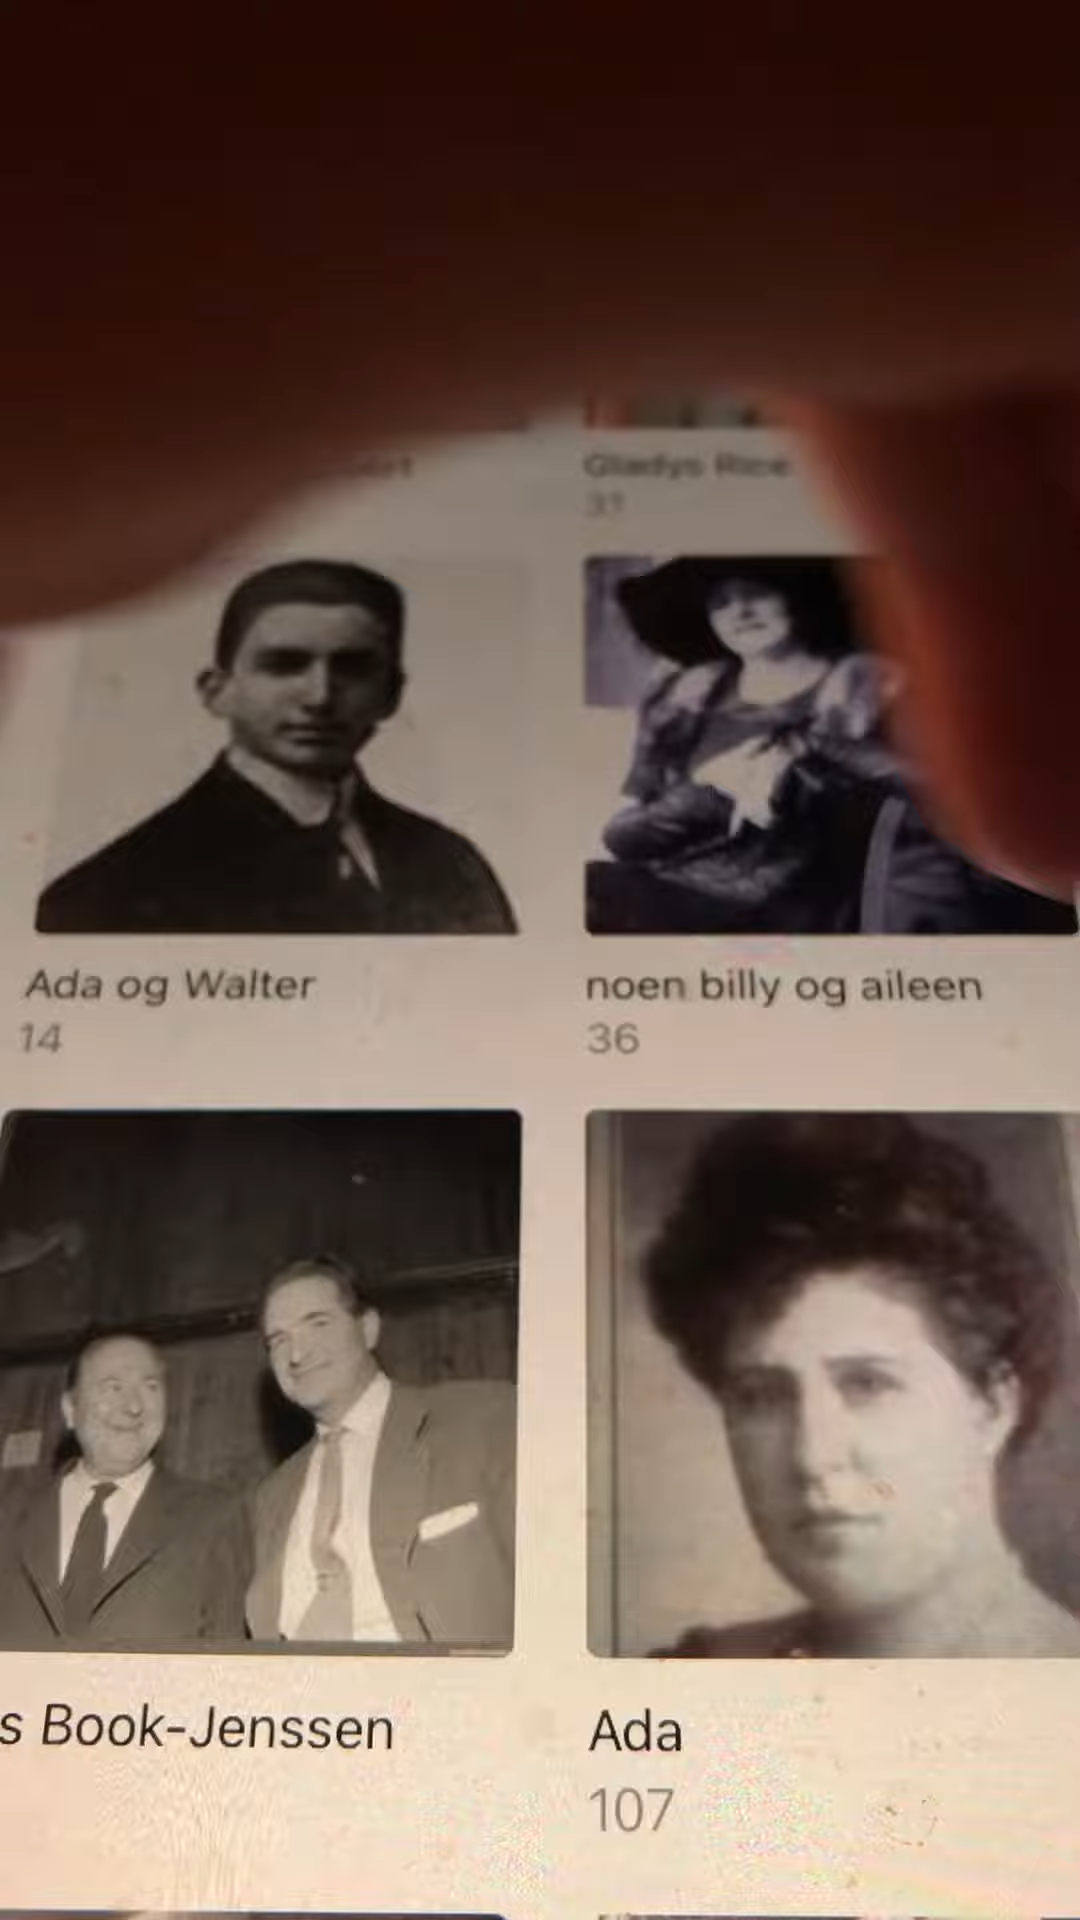 Gladys Rice
31
Ada og Walter
14
noen billy og aileen
36
s Book-Jenssen
Ada
107